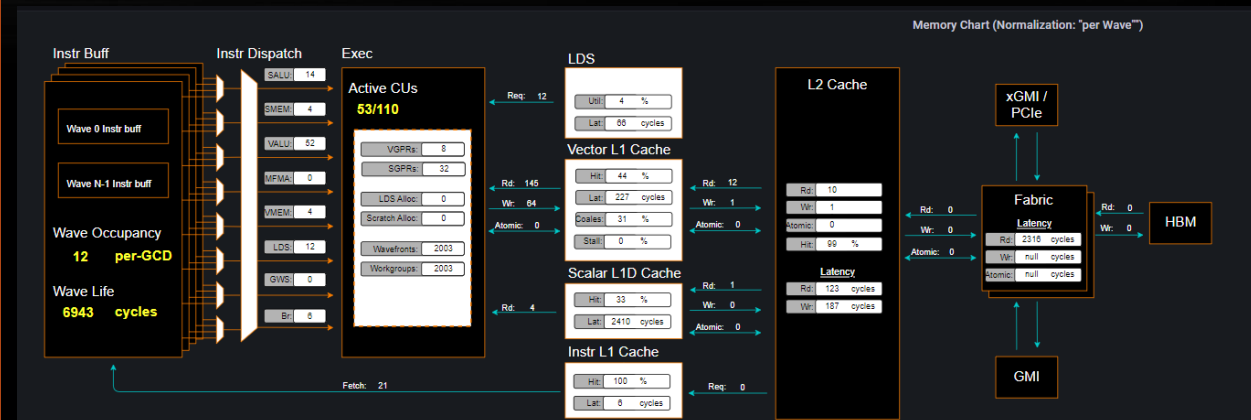 Memory Chart (Normalization: "per Wave"")
Instr Buff
Wave 0 Instr buff
Wave N-1 Instr buff
Wave Occupancy
12 per-GCD
Wave Life
6943 cycles
Instr Dispatch
SALU: 14
SMEM: 4
VALU: 62
MFMA: 0
VMEM: 4
LDS: 12
GWS: 0
Br: 6
Exec
Active CUs
53/110
VGPRs: 8
SGPRs: 32
LDS Alloc: 0
Scratch Alloc: 0
Wavefronts: 2003
Workgroups: 2003
Req: 12
Rd: 145
Wr: 64
Atomic: 0
Rd: 4
Fetch: 21
LDS
Util: 4 %
Lat: 66 cycles
Vector L1 Cache
Hit: 44 %
Lat: 227 cycles
Coales: 31 %
Stall: 0 %
Scalar L1D Cache
Hit: 33 %
Lat: 2410 cycles
Instr L1 Cache
Hit: 100 %
Lat: 6 cycles
Rd: 12
Wr: 1
Atomic: 0
Rd: 1
Wr: 0
Atomic: 0
Req: 0
L2 Cache
Rd: 10
Wr: 1
Atomic: 0
Hit: 99 %
Latency
Rd: 123 cycles
Wr: 187 cycles
Rd: 0
Wr: 0
Atomic: 0
xGMI /
PCIe
Fabric
Latency
Rd: 2316 cycles
Wr: null cycles
Atomic: null cycles
GMI
Rd: 0
Wr: 0
HBM